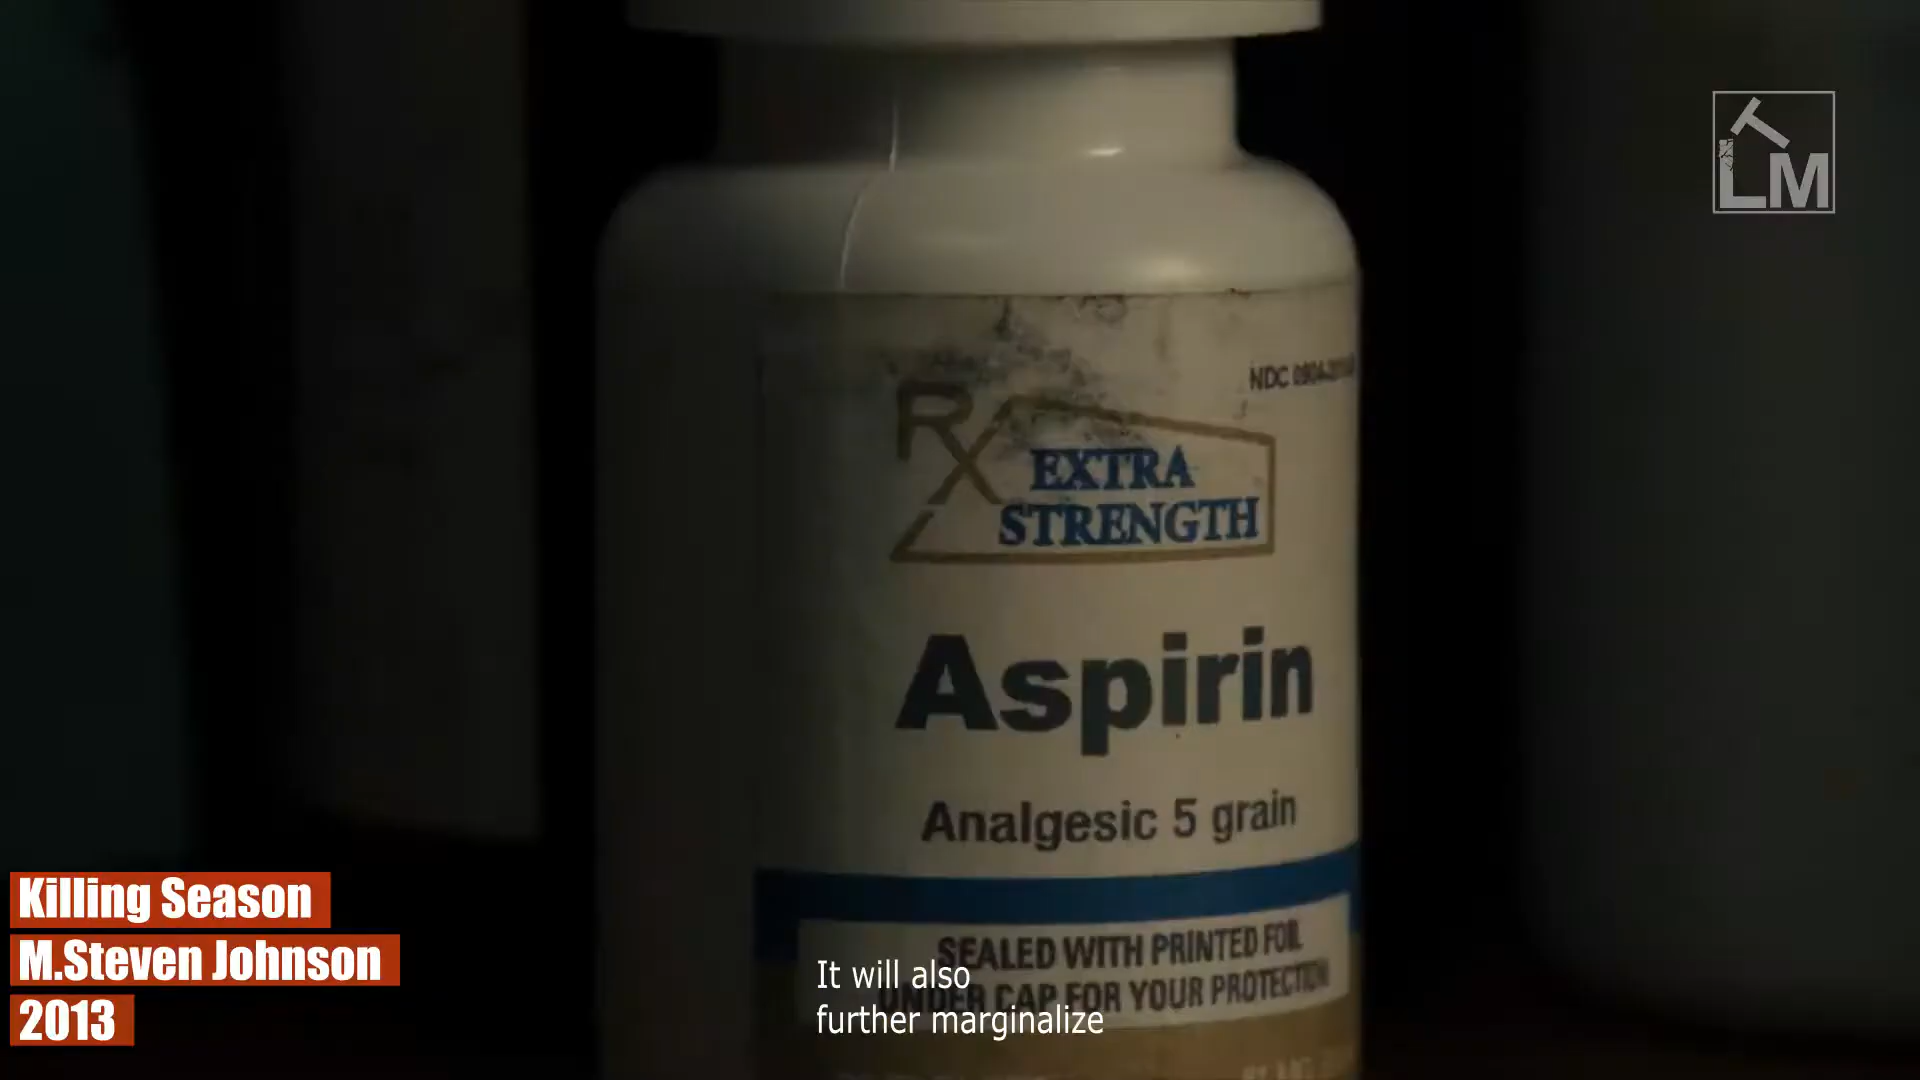 LM
NDC
Rx
EXTRA
STRENGTH
Aspirin
Analgesic 5 grain
SEALED WITH PRINTED FOIL
UNDER CAP FOR YOUR PROTECTION
Killing Season
M.Steven Johnson
2013
It will also
further marginalize